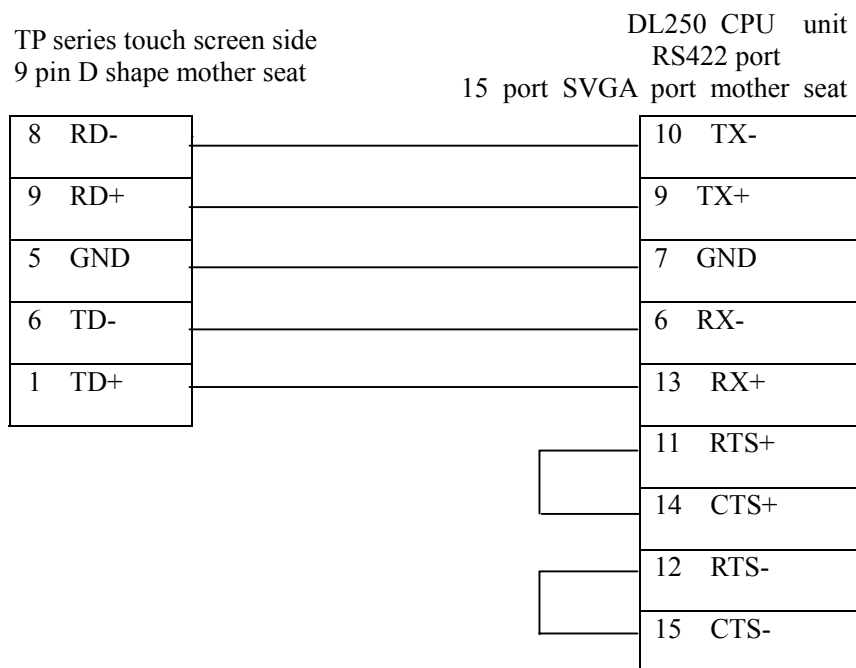 TP series touch screen side
9 pin D shape mother seat
DL250 CPU unit
RS422 port
15 port SVGA port mother seat
8 RD-
10 TX-
9 RD+
9 TX+
5 GND
7 GND
6 TD-
6 RX-
1 TD+
13 RX+
11 RTS+
14 CTS+
12 RTS-
15 CTS-